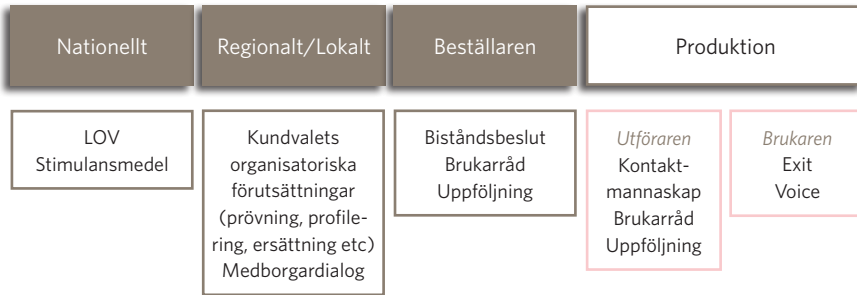 Nationellt
Regionalt/Lokalt
Beställaren
Produktion
LOV
Stimulansmedel
Kundvalets
organisatoriska
förutsättningar
(prövning, profile-
ring, ersättning etc)
Medborgardialog
Biståndsbeslut
Brukarråd
Uppföljning
Utföraren
Kontakt-
mannaskap
Brukarråd
Uppföljning
Brukaren
Exit
Voice